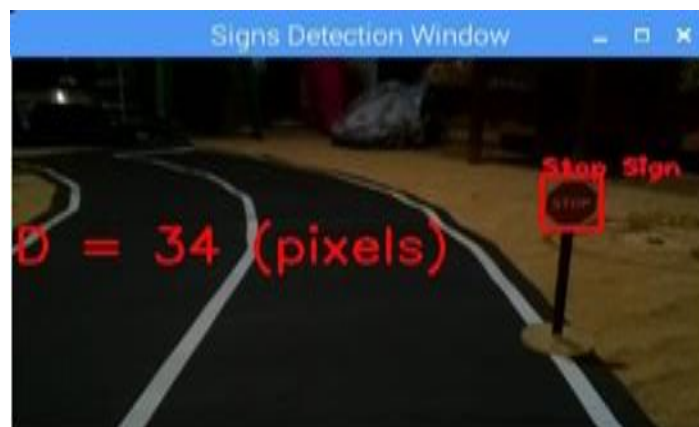 Signs Detection Window
Stop Sign
STOP
D = 34 (pixels)